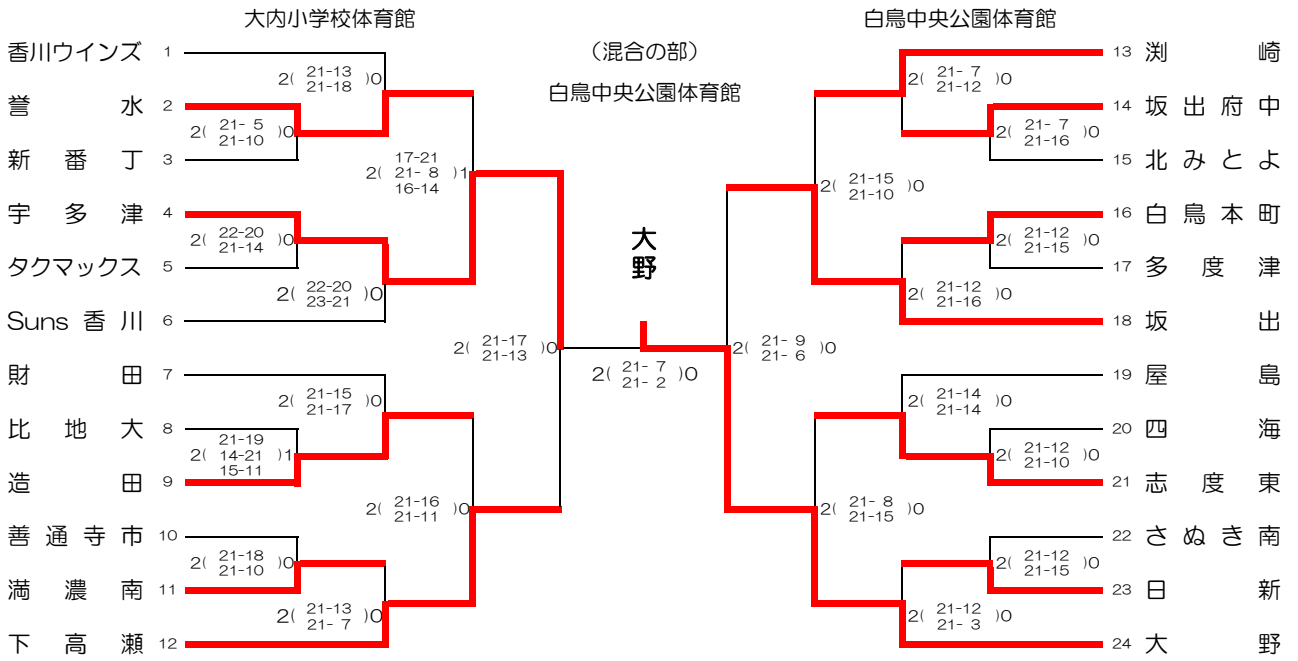 大内小学校体育館
白鳥中央公園体育館
（混合の部）
白鳥中央公園体育館
香川ウインズ 1
2( 21-13 21-18 )0
誉水 2
2( 21- 5 21-10 )0
新番丁 3
2( 17-21 21- 8 16-14 )1
宇多津 4
2( 22-20 21-14 )0
タクマックス 5
2( 22-20 23-21 )0
Suns 香川 6
2( 21-17 21-13 )0
財田 7
2( 21-15 21-17 )0
比地大 8
2( 21-19 14-21 15-11 )1
造田 9
2( 21-16 21-11 )0
善通寺市 10
2( 21-18 21-10 )0
満濃南 11
2( 21-13 21- 7 )0
下高瀬 12
大野
2( 21- 7 21- 2 )0
13 渕崎
2( 21- 7 21-12 )0
14 坂出府中
2( 21- 7 21-16 )0
15 北みとよ
2( 21-15 21-10 )0
16 白鳥本町
2( 21-12 21-15 )0
17 多度津
2( 21-12 21-16 )0
18 坂出
2( 21- 9 21- 6 )0
19 屋島
2( 21-14 21-14 )0
20 四海
2( 21-12 21-10 )0
21 志度東
2( 21- 8 21-15 )0
22 さぬき南
2( 21-12 21-15 )0
23 日新
2( 21-12 21- 3 )0
24 大野